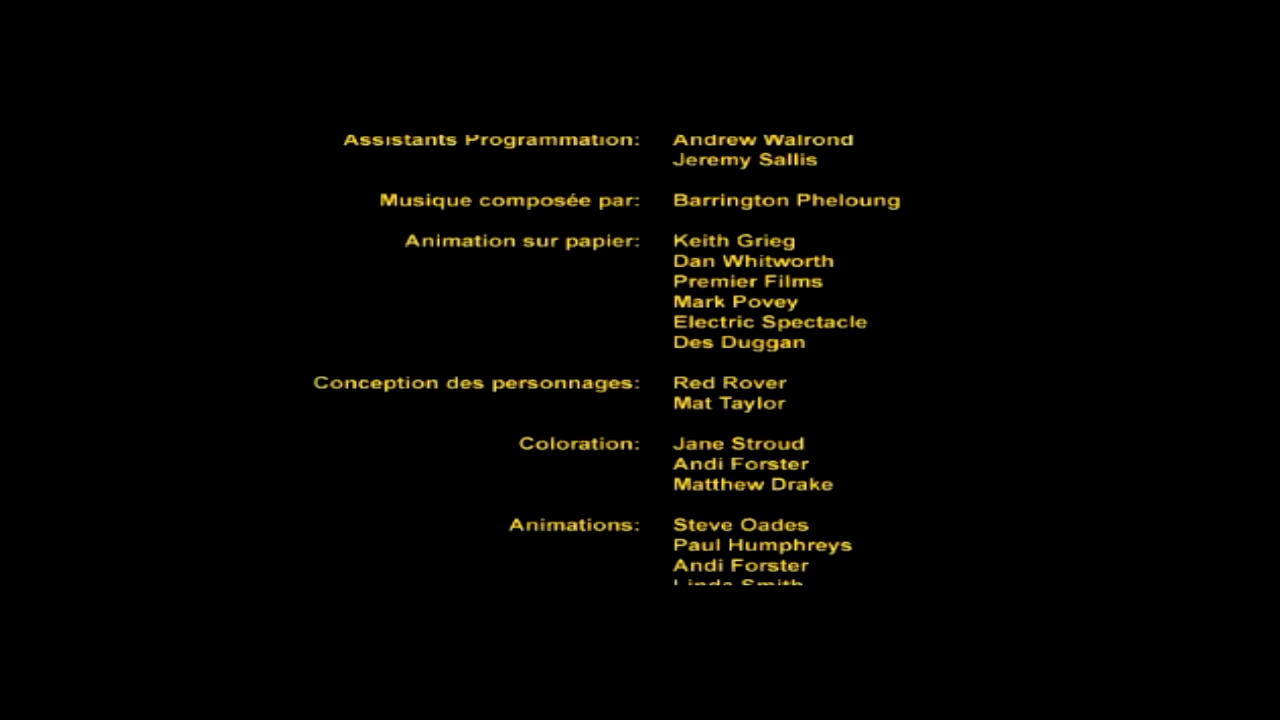 Assistants Programmation: Andrew Walrond
Jeremy Sallis
Musique composée par: Barrington Pheloung
Animation sur papier: Keith Grieg
Dan Whitworth
Premier Films
Mark Povey
Electric Spectacle
Des Duggan
Conception des personnages: Red Rover
Mat Taylor
Coloration: Jane Stroud
Andi Forster
Matthew Drake
Animations: Steve Oades
Paul Humphreys
Andi Forster
Linda Smith